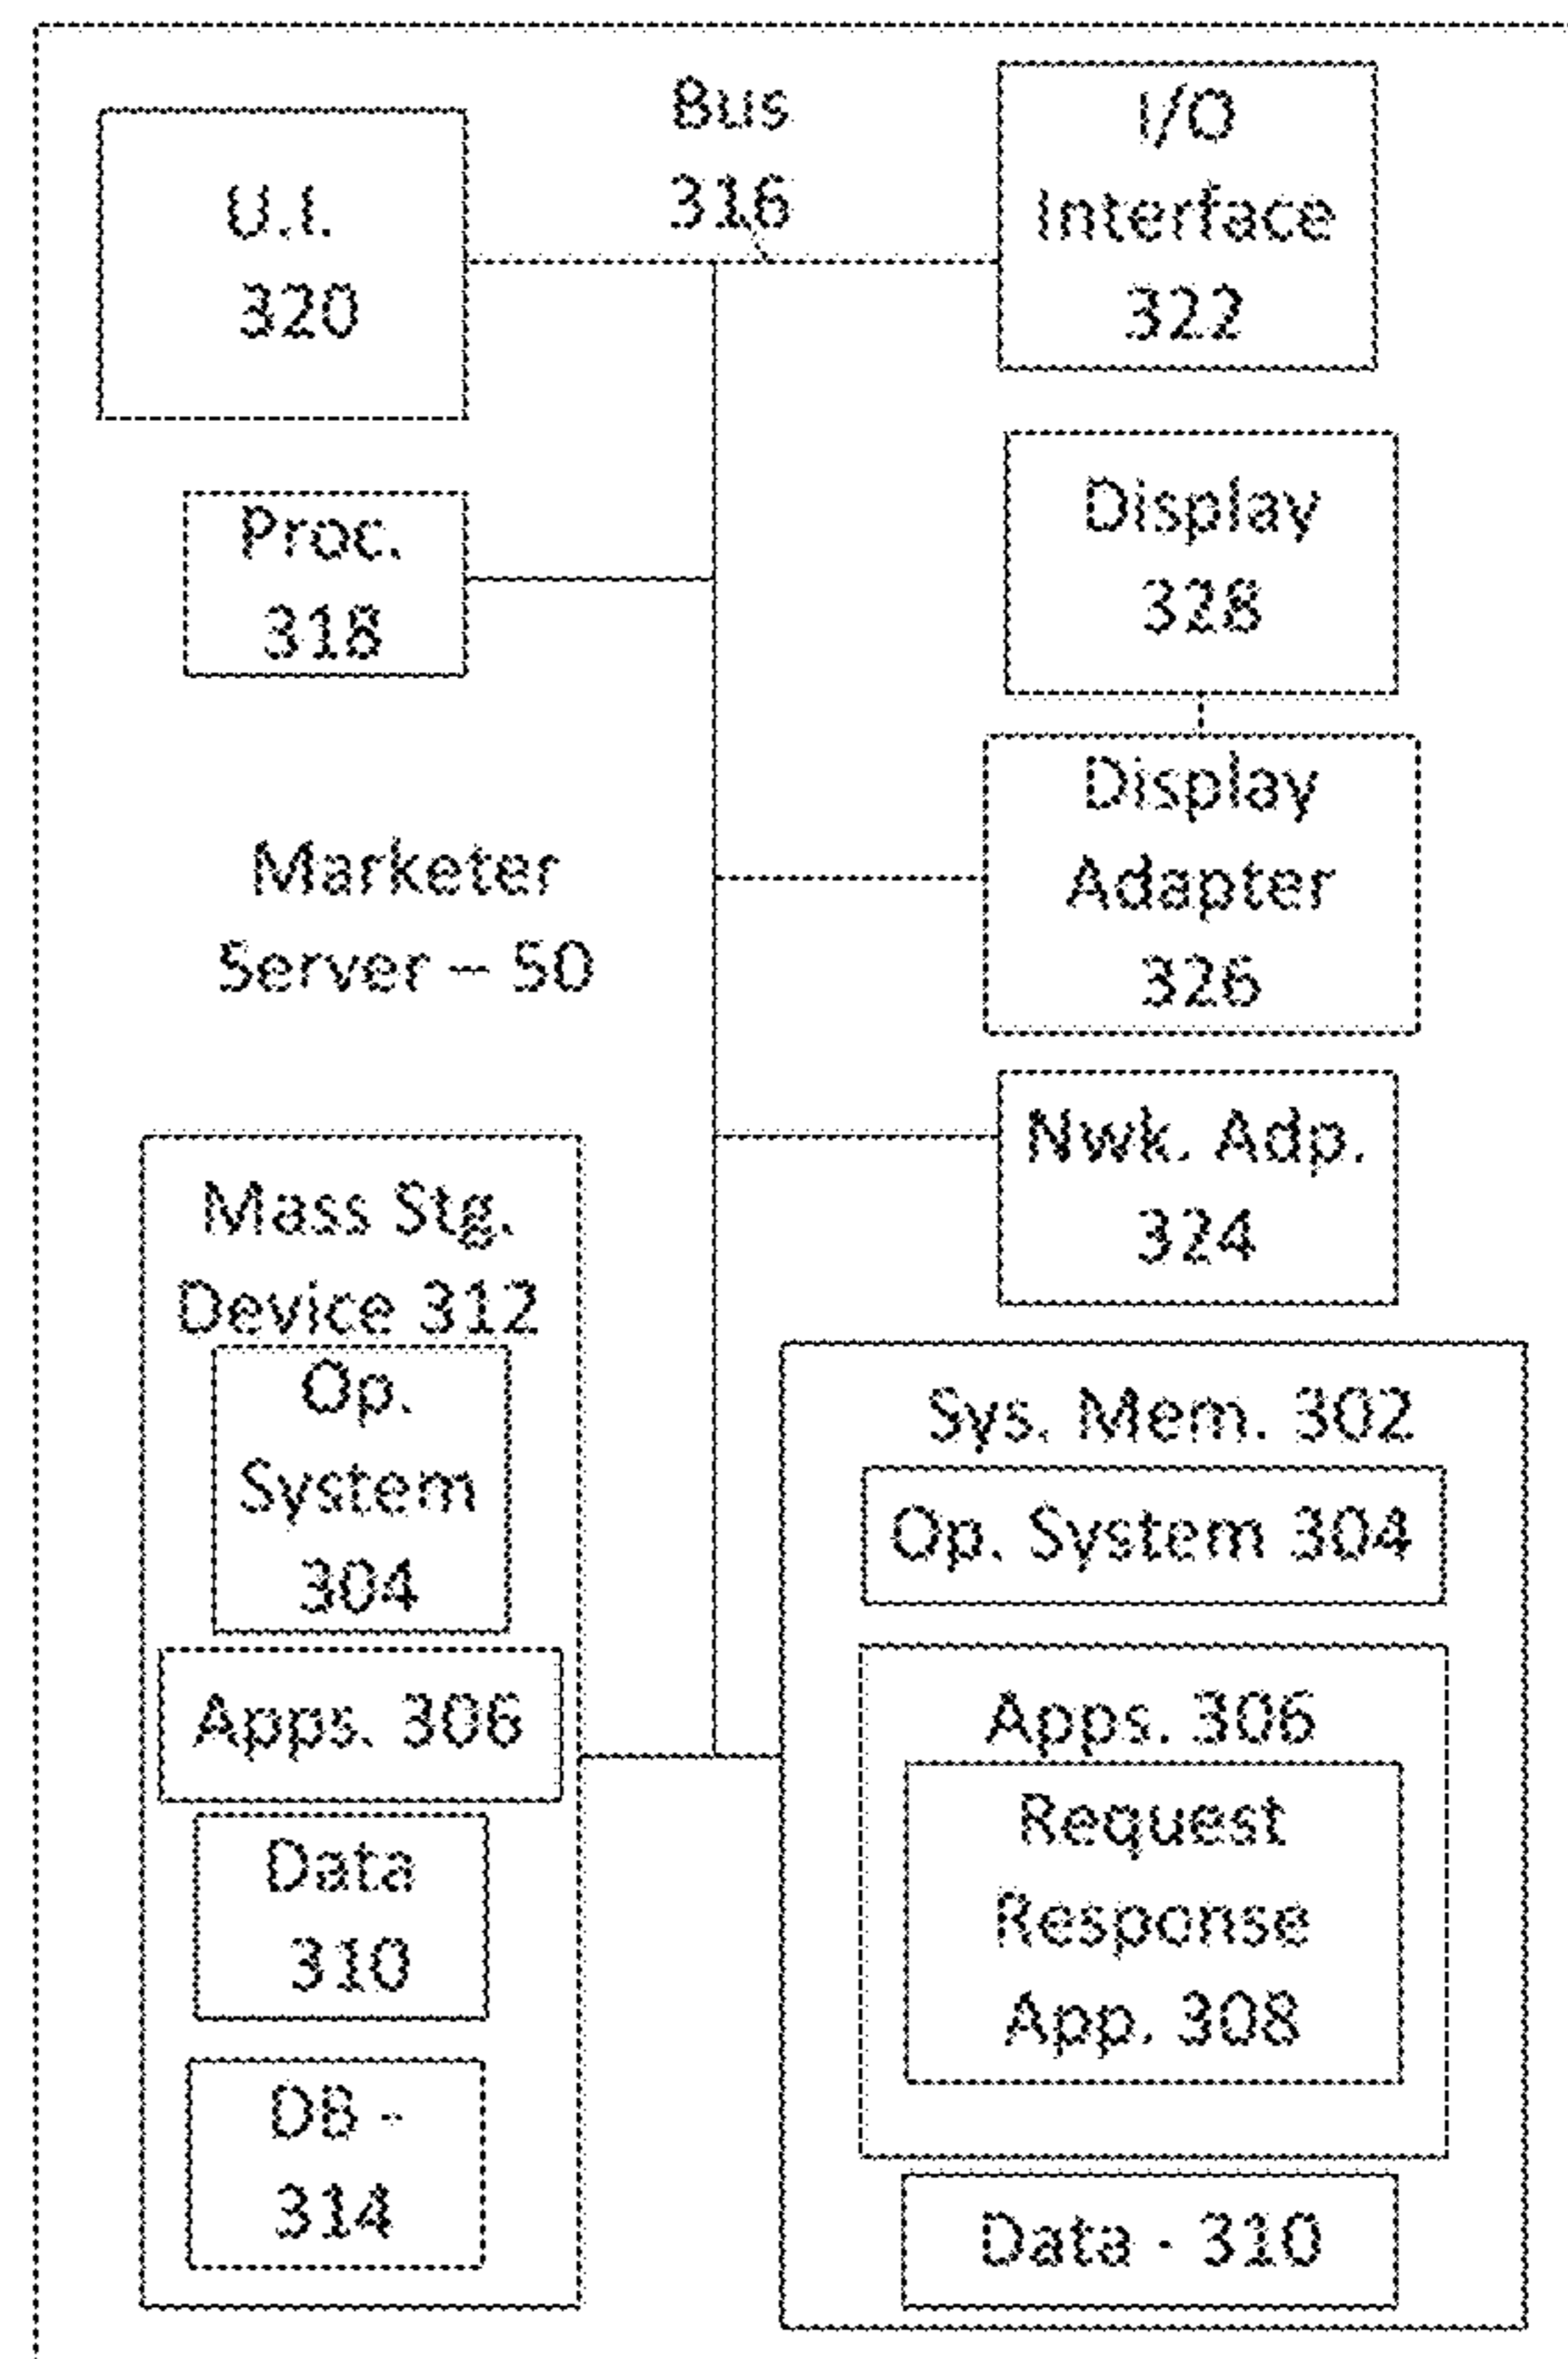 Bus
316
U.I.
320
I/O
Interface
322
Proc.
318
Display
328
Display
Adapter
326
Marketer
Server – 50
Nwk. Adp.
324
Mass Stg.
Device 312
Op.
System
304
Apps. 306
Data
310
DB -
314
Sys. Mem. 302
Op. System 304
Apps. 306
Request
Response
App. 308
Data - 310